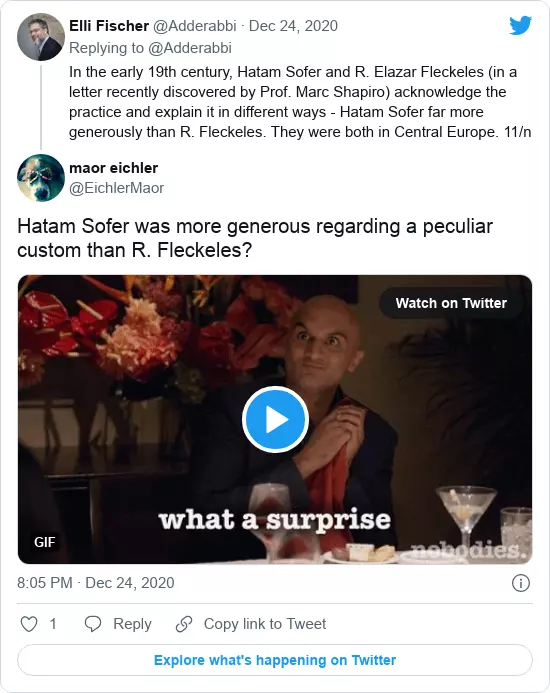 Elli Fischer @Adderabbi · Dec 24, 2020
Replying to @Adderabbi
In the early 19th century, Hatam Sofer and R. Elazar Fleckeles (in a
letter recently discovered by Prof. Marc Shapiro) acknowledge the
practice and explain it in different ways - Hatam Sofer far more
generously than R. Fleckeles. They were both in Central Europe. 11/n
maor eichler
@EichlerMaor
Hatam Sofer was more generous regarding a peculiar
custom than R. Fleckeles?
Watch on Twitter
what a surprise
GIF
nobodies.
8:05 PM · Dec 24, 2020
1 Reply Copy link to Tweet
Explore what's happening on Twitter